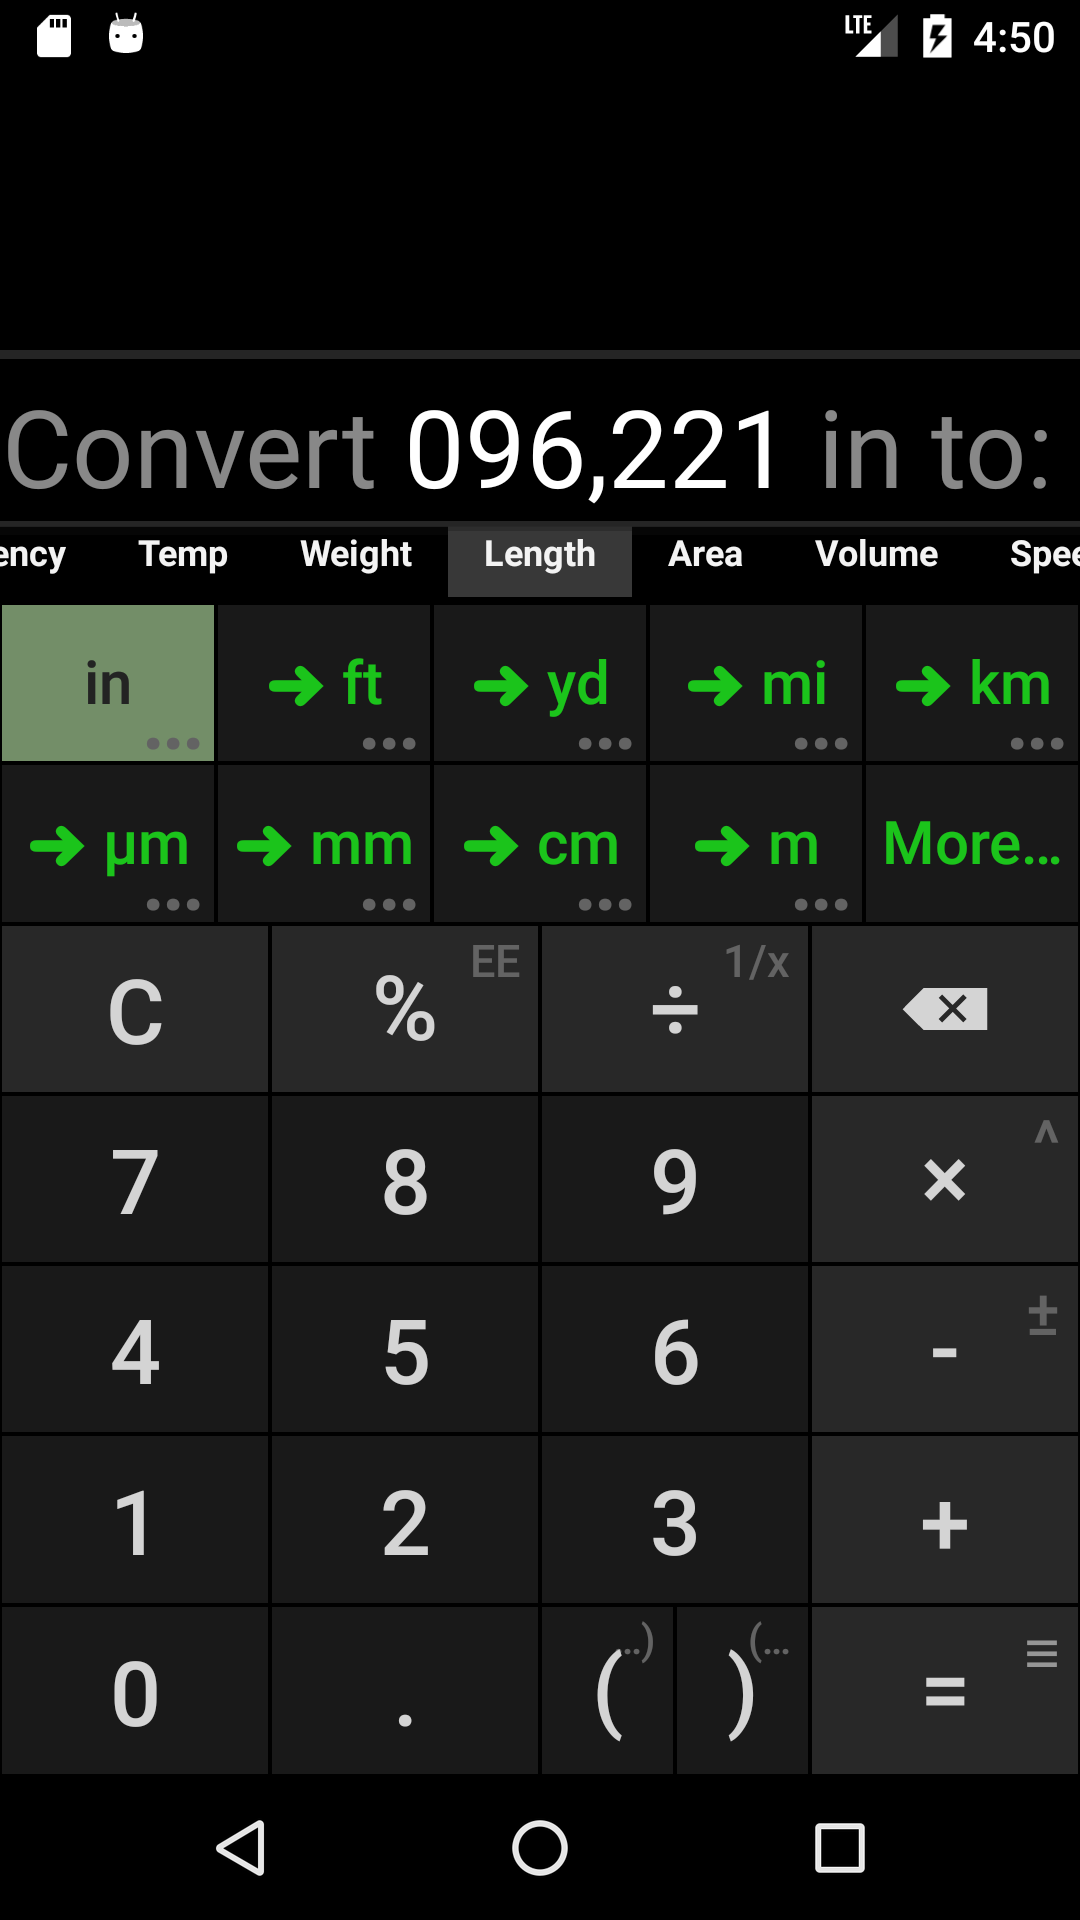 LTE 4:50
Convert 096,221 in to:
ency Temp Weight Length Area Volume Spee
in ➔ ft ➔ yd ➔ mi ➔ km
➔ µm ➔ mm ➔ cm ➔ m More...
C % EE ÷ 1/x
7 8 9 × ^
4 5 6 - ±
1 2 3 +
0 . ( ..) ) (... =